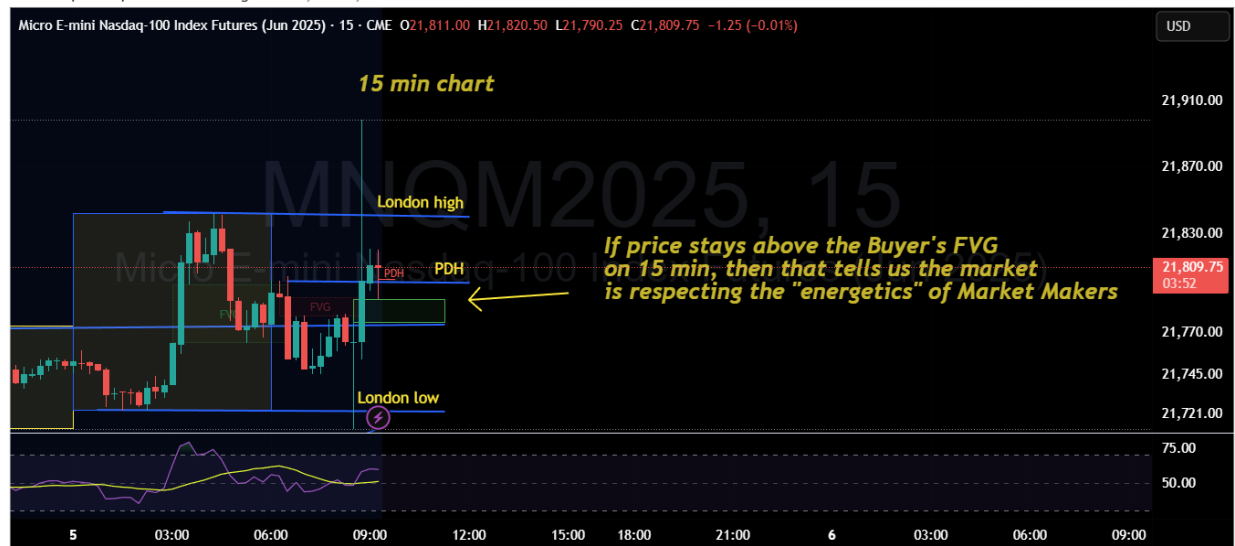 Micro E-mini Nasdaq-100 Index Futures (Jun 2025) · 15 · CME O21,811.00 H21,820.50 L21,790.25 C21,809.75 −1.25 (−0.01%)
USD
15 min chart
21,910.00
MNQM2025, 15
Micro E-mini Nasdaq-100 Index Futures (Jun 2025)
21,870.00
London high
21,830.00
If price stays above the Buyer's FVG
on 15 min, then that tells us the market
is respecting the "energetics" of Market Makers
PDH
PDH
21,809.75
03:52
FVG
FVG
21,770.00
21,745.00
London low
21,721.00
75.00
50.00
5 03:00 06:00 09:00 12:00 15:00 18:00 21:00 6 03:00 06:00 09:00